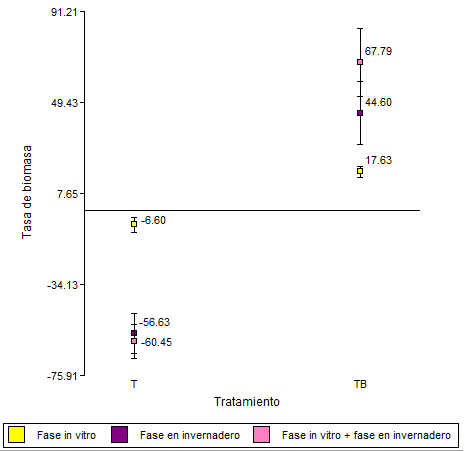 91.21
67.79
49.43
44.60
17.63
7.65
-6.60
-34.13
-56.63
-60.45
-75.91
Tasa de biomasa
T TB
Tratamiento
Fase in vitro Fase en invernadero Fase in vitro + fase en invernadero